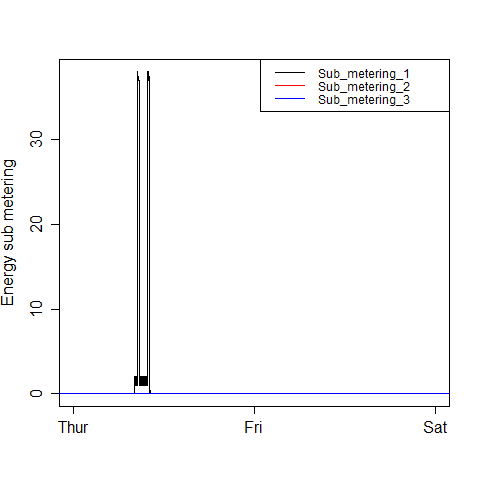 Sub_metering_1
Sub_metering_2
Sub_metering_3
Energy sub metering
30
20
10
0
Thur Fri Sat